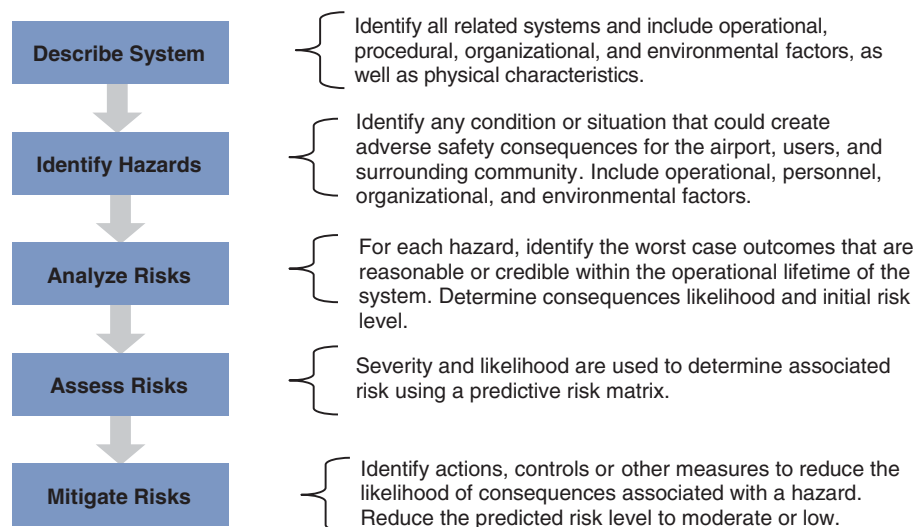 Describe System
Identify all related systems and include operational,
procedural, organizational, and environmental factors, as
well as physical characteristics.
Identify Hazards
Identify any condition or situation that could create
adverse safety consequences for the airport, users, and
surrounding community. Include operational, personnel,
organizational, and environmental factors.
Analyze Risks
For each hazard, identify the worst case outcomes that are
reasonable or credible within the operational lifetime of the
system. Determine consequences likelihood and initial risk
level.
Assess Risks
Severity and likelihood are used to determine associated
risk using a predictive risk matrix.
Mitigate Risks
Identify actions, controls or other measures to reduce the
likelihood of consequences associated with a hazard.
Reduce the predicted risk level to moderate or low.